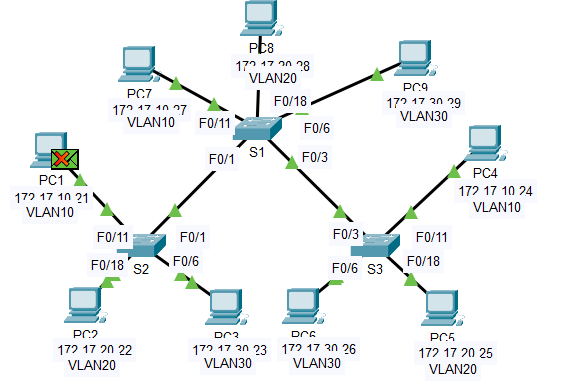 PC8
172.17.20.28
VLAN20
PC7
172.17.10.27
VLAN10
PC9
172.17.30.29
VLAN30
F0/18
F0/11
F0/6
S1
F0/1
F0/3
PC1
172.17.10.21
VLAN10
PC4
172.17.10.24
VLAN10
F0/11
F0/1
S2
F0/18
F0/6
F0/3
F0/11
S3
F0/6
F0/18
PC2
172.17.20.22
VLAN20
PC3
172.17.30.23
VLAN30
PC6
172.17.30.26
VLAN30
PC5
172.17.20.25
VLAN20